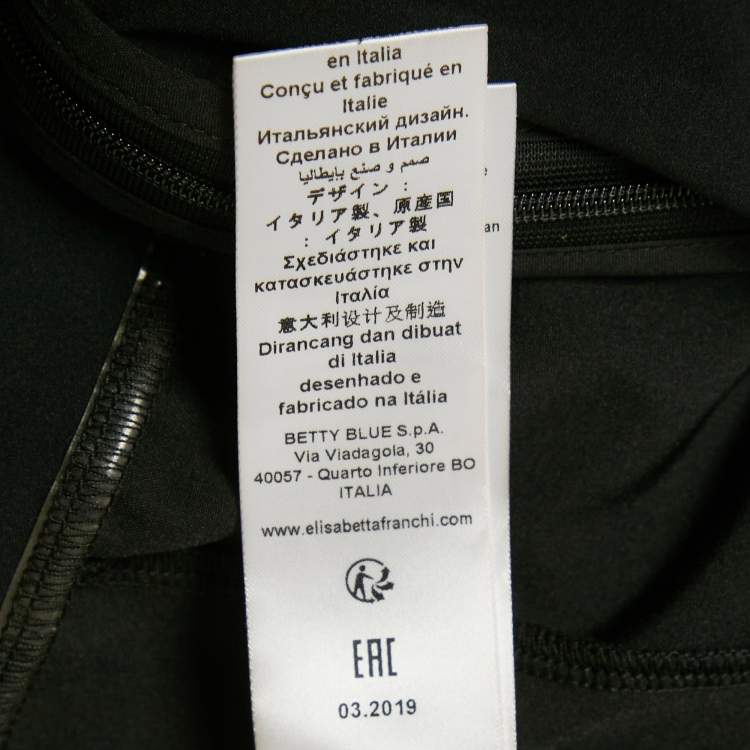 en Italia
Conçu et fabriqué en
Italie
Итальянский дизайн.
Сделано в Италии
صمم و صنع بإيطاليا
デザイン：
イタリア製、原産国
：イタリア製
Σχεδιάστηκε και
κατασκευάστηκε στην
Ιταλία
意大利设计及制造
Dirancang dan dibuat
di Italia
desenhado e
fabricado na Itália
BETTY BLUE S.p.A.
Via Viadagola, 30
40057 - Quarto Inferiore BO
ITALIA
www.elisabettafranchi.com
EAC
03.2019